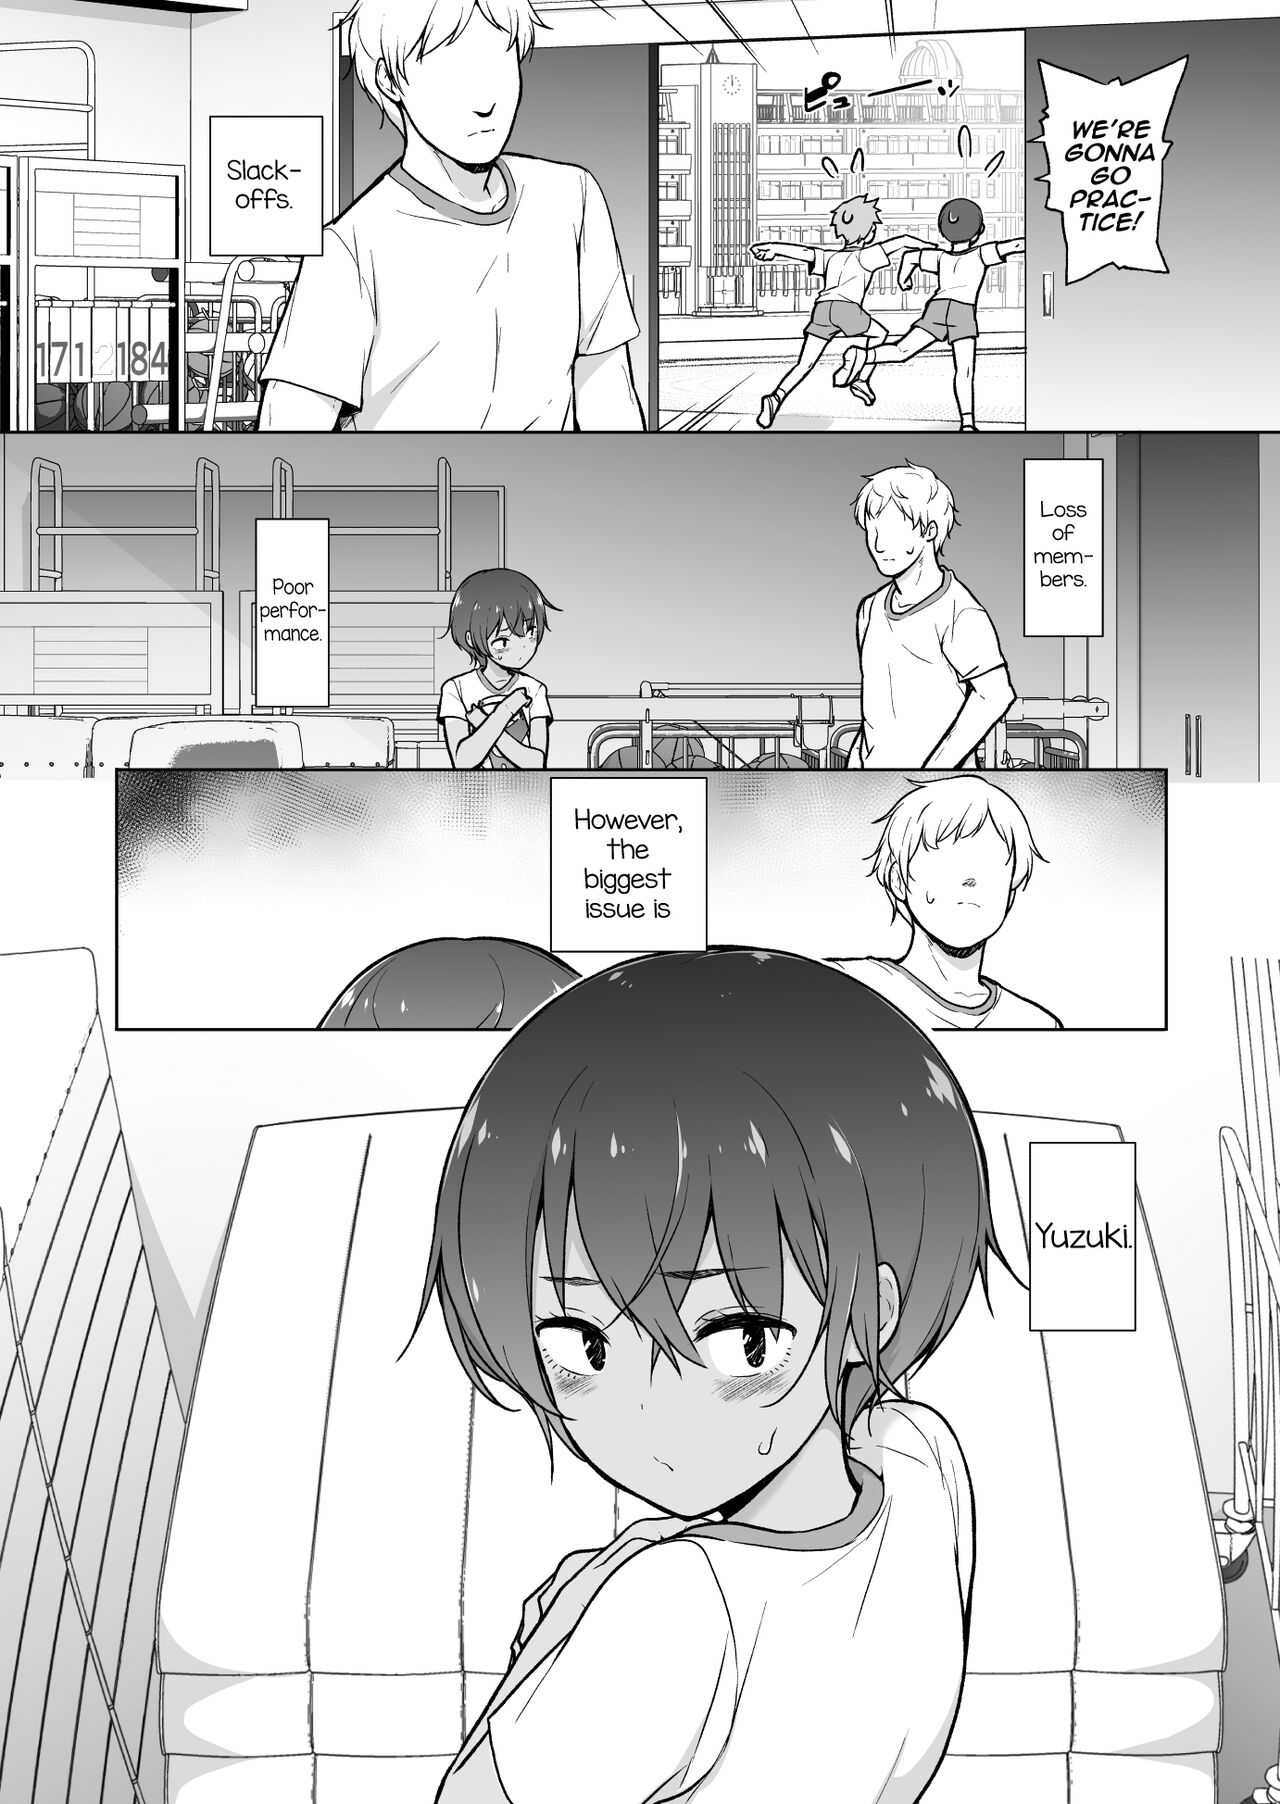 WE'RE
GONNA
GO
PRAC-
TICE!
ピューッ
Slack-
offs.
171 2 184
Loss
of
mem-
bers.
Poor
perfor-
mance.
However,
the
biggest
issue is
Yuzuki.